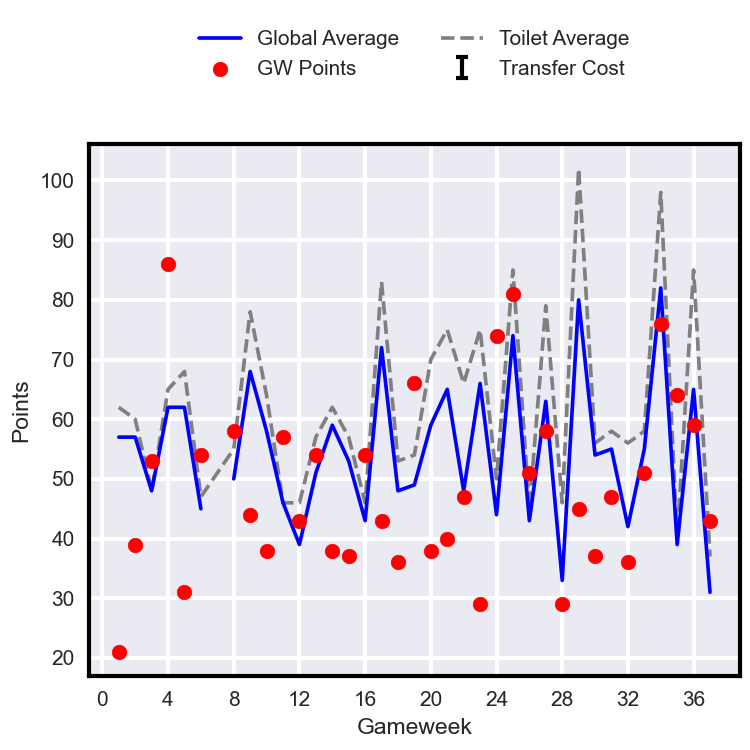 Global Average
Toilet Average
GW Points
Transfer Cost
100
90
80
70
60
50
40
30
20
Points
0 4 8 12 16 20 24 28 32 36
Gameweek